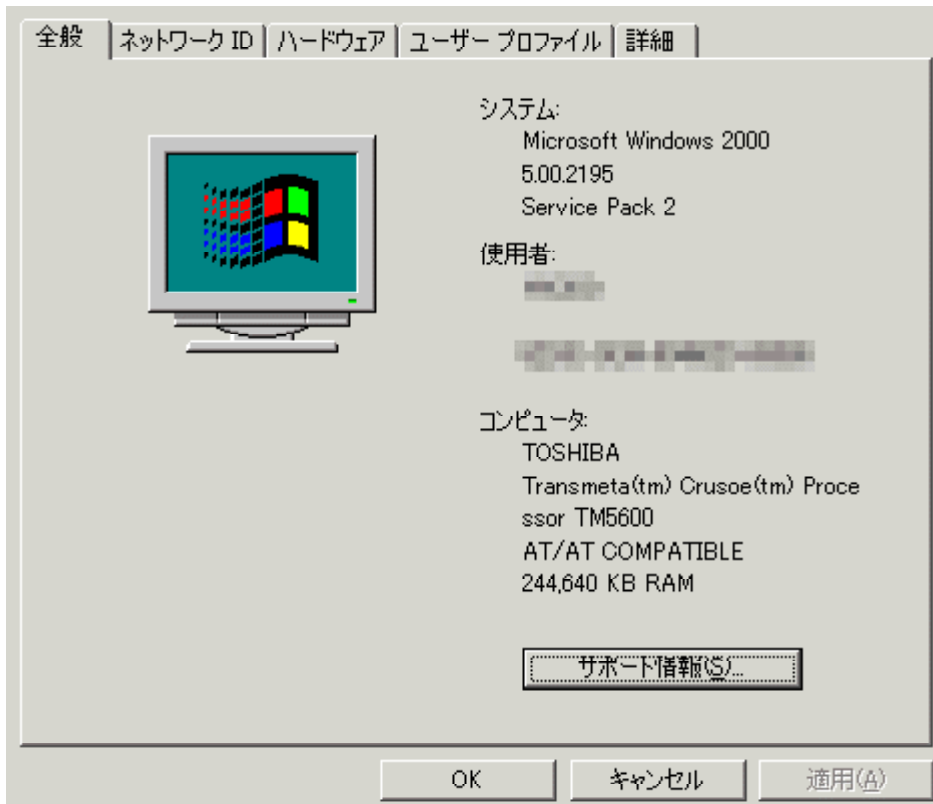 全般 ネットワーク ID ハードウェア ユーザー プロファイル 詳細
システム:
Microsoft Windows 2000
5.00.2195
Service Pack 2
使用者:
コンピュータ:
TOSHIBA
Transmeta(tm) Crusoe(tm) Proce
ssor TM5600
AT/AT COMPATIBLE
244,640 KB RAM
サポート情報(S)...
OK キャンセル 適用(A)